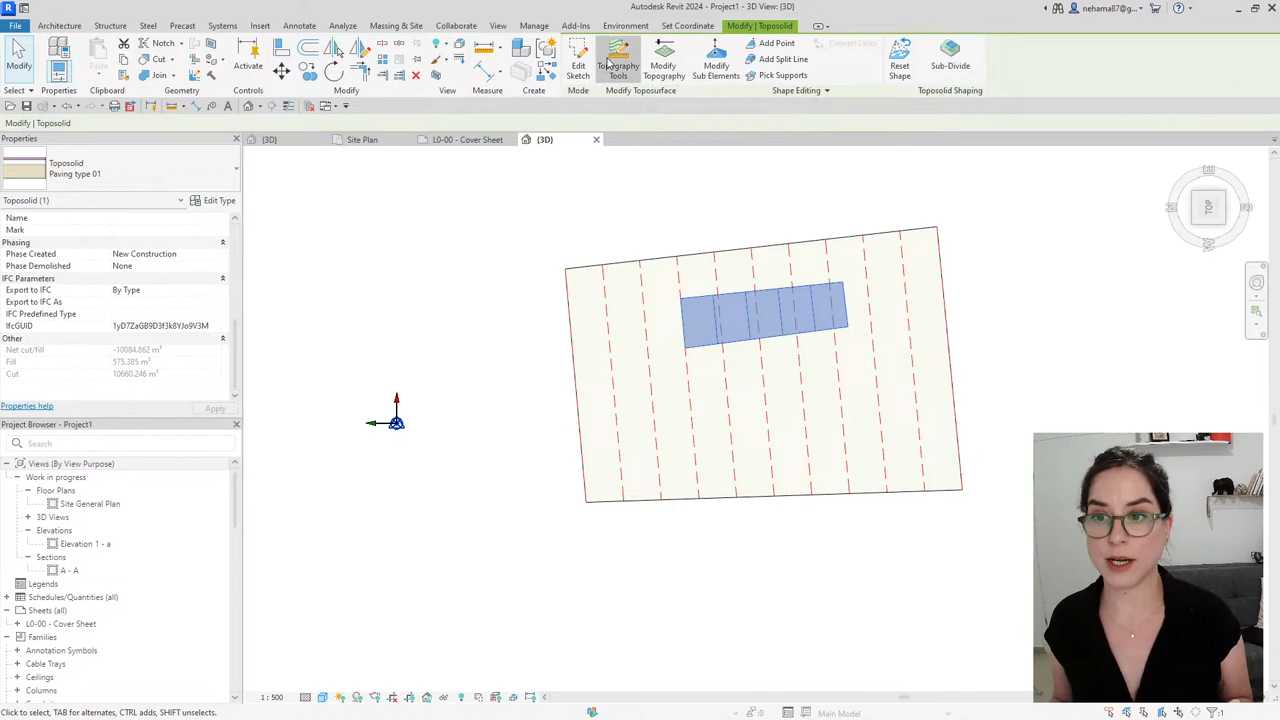 Autodesk Revit 2024 - Project1 - 3D View: {3D}
nehama87@g...
File Architecture Structure Steel Precast Systems Insert Annotate Analyze Massing & Site Collaborate View Manage Add-Ins Environment Set Coordinate Modify | Toposolid
Modify
Properties
Paste
Notch
Cut
Join
Activate
Edit Sketch
Topography Tools
Modify Topography
Modify Sub Elements
Add Point
Add Split Line
Pick Supports
Convert Lines
Reset Shape
Sub-Divide
Select Properties Clipboard Geometry Controls Modify View Measure Create Mode Modify Toposurface Shape Editing Toposolid Shaping
Modify | Toposolid
Properties
{3D} Site Plan L0-00 - Cover Sheet {3D}
Toposolid
Paving type 01
Toposolid (1) Edit Type
Name
Mark
Phasing
Phase Created New Construction
Phase Demolished None
IFC Parameters
Export to IFC By Type
Export to IFC As
IFC Predefined Type
IfcGUID 1yD7ZaGB9D3f3k8YJo9V3M
Other
Net cut/fill -10084.862 m³
Fill 575.385 m³
Cut 10660.246 m³
Properties help Apply
Project Browser - Project1
Search
Views (By View Purpose)
Work in progress
Floor Plans
Site General Plan
3D Views
Elevations
Elevation 1 - a
Sections
A - A
Legends
Schedules/Quantities (all)
Sheets (all)
L0-00 - Cover Sheet
Families
Annotation Symbols
Cable Trays
Ceilings
Columns
TOP
1 : 500
Click to select, TAB for alternates, CTRL adds, SHIFT unselects.
:0
Main Model
:1